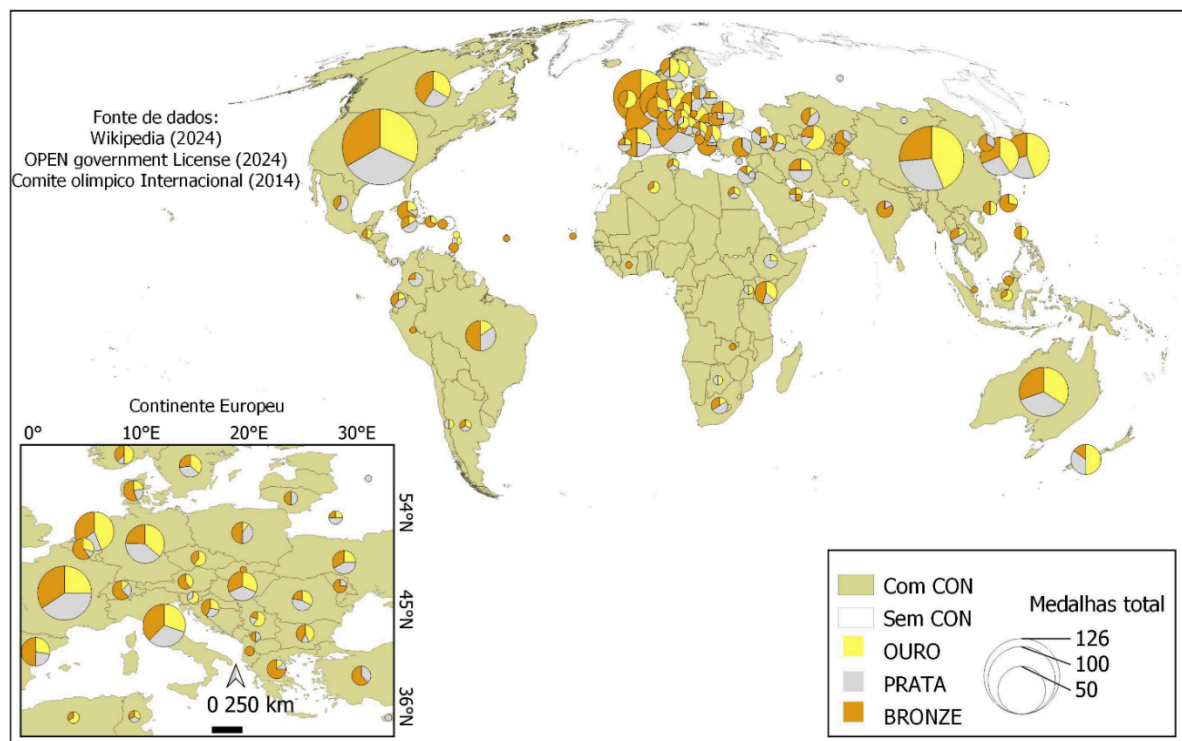 Fonte de dados:
Wikipedia (2024)
OPEN government License (2024)
Comite olimpico Internacional (2014)
Continente Europeu
0° 10°E 20°E 30°E
54°N
45°N
36°N
0 250 km
Com CON
Sem CON
OURO
PRATA
BRONZE
Medalhas total
126
100
50